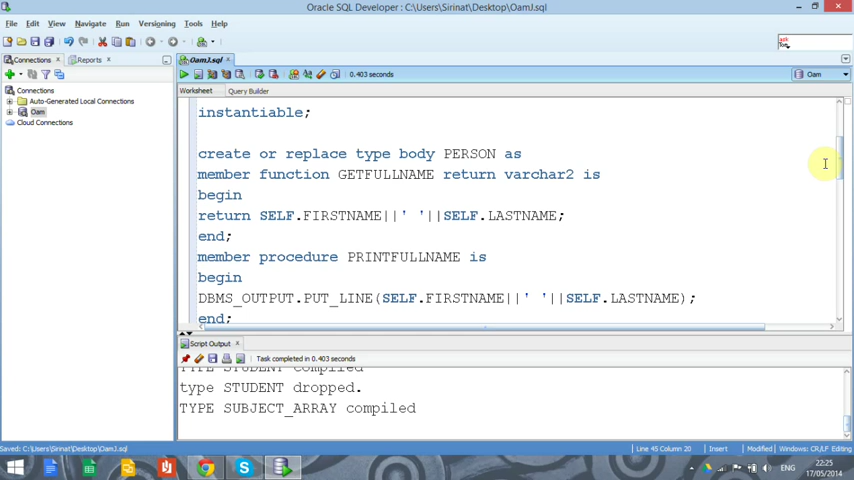 Oracle SQL Developer : C:\Users\Sirinat\Desktop\OamJ.sql
File Edit View Navigate Run Versioning Tools Help
Connections Reports OamJ.sql
0.403 seconds Oam
Connections
Auto-Generated Local Connections
Oam
Cloud Connections
Worksheet Query Builder
instantiable;
create or replace type body PERSON as
member function GETFULLNAME return varchar2 is
begin
return SELF.FIRSTNAME||' '||SELF.LASTNAME;
end;
member procedure PRINTFULLNAME is
begin
DBMS_OUTPUT.PUT_LINE(SELF.FIRSTNAME||' '||SELF.LASTNAME);
end;
Script Output
Task completed in 0.403 seconds
TYPE STUDENT compiled
type STUDENT dropped.
TYPE SUBJECT_ARRAY compiled
Saved: C:\Users\Sirinat\Desktop\OamJ.sql
Line 45 Column 20 Insert Modified Windows: CR/LF Editing
ENG
22:25
17/05/2014